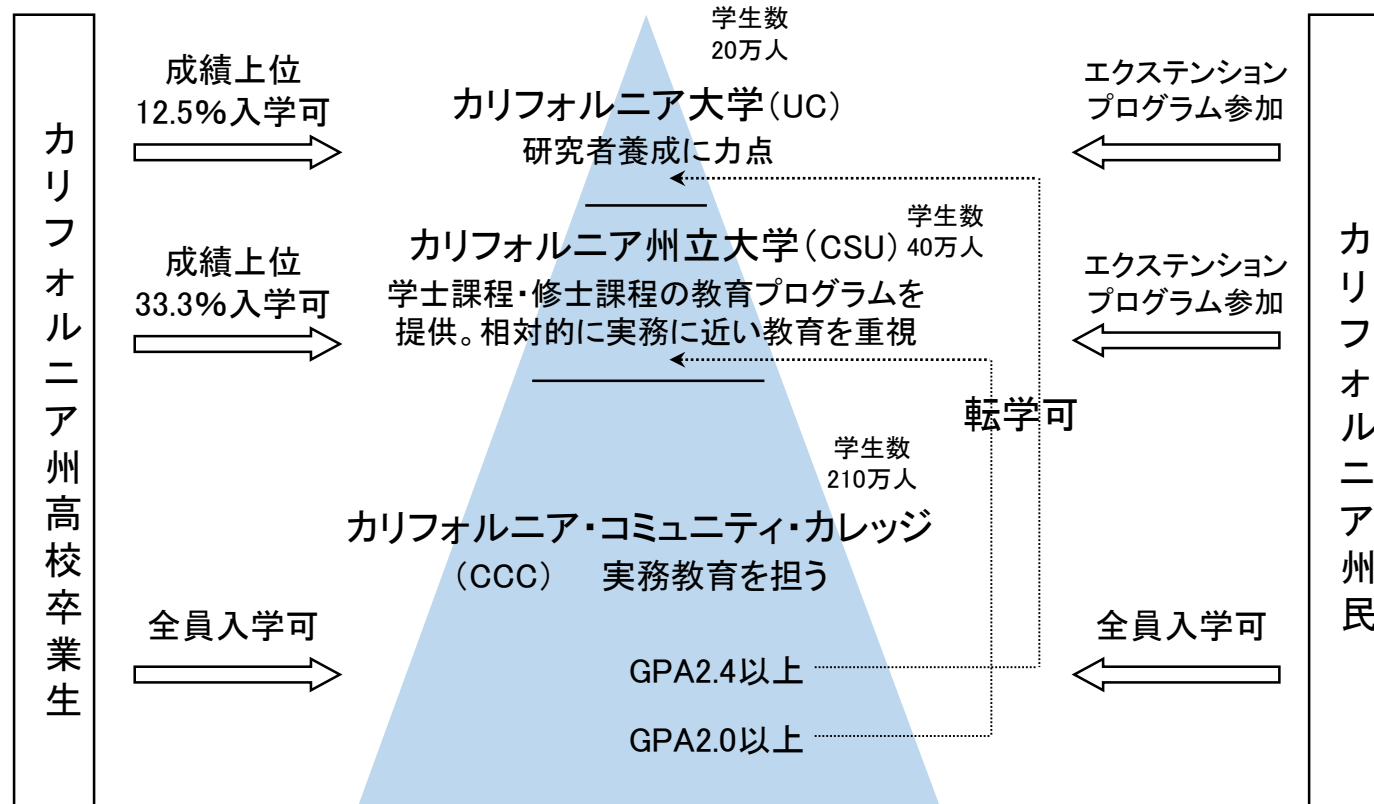 カリフォルニア州高校卒業生
成績上位
12.5%入学可
成績上位
33.3%入学可
全員入学可
学生数
20万人
カリフォルニア大学(UC)
研究者養成に力点
学生数
40万人
カリフォルニア州立大学(CSU)
学士課程・修士課程の教育プログラムを
提供。相対的に実務に近い教育を重視
転学可
学生数
210万人
カリフォルニア・コミュニティ・カレッジ
(CCC) 実務教育を担う
GPA2.4以上
GPA2.0以上
エクステンション
プログラム参加
エクステンション
プログラム参加
全員入学可
カリフォルニア州民